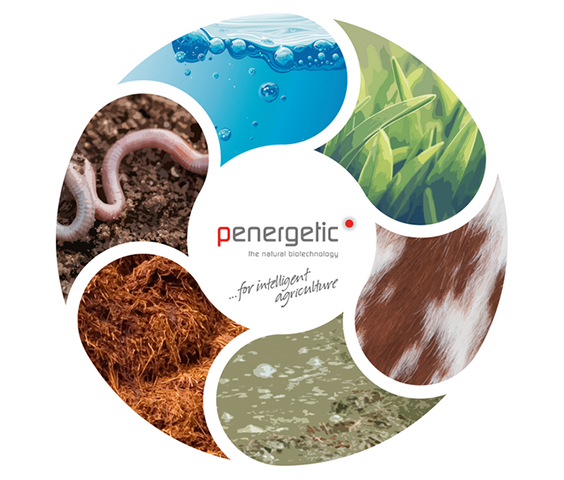 penergetic
the natural biotechnology
...for intelligent
agriculture